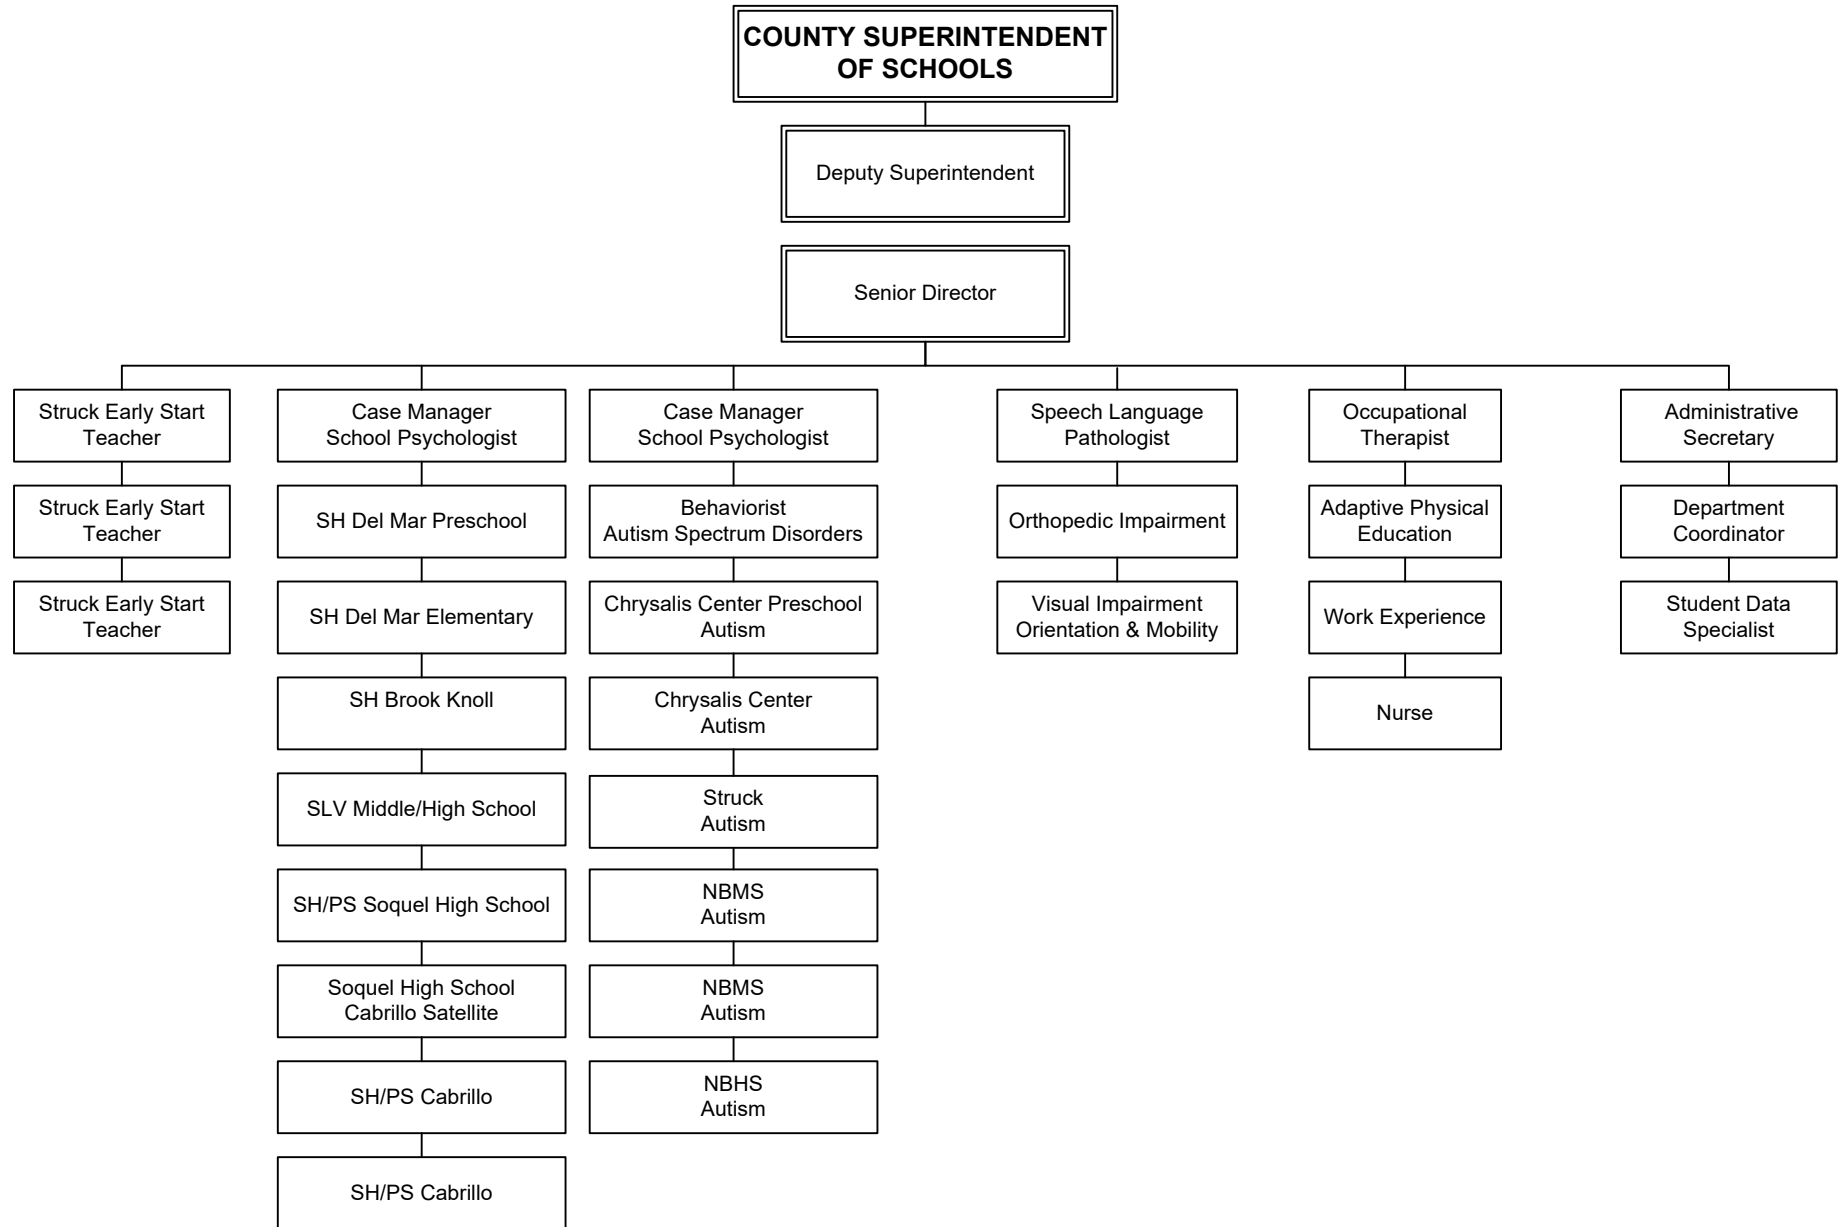 COUNTY SUPERINTENDENT
OF SCHOOLS
Deputy Superintendent
Senior Director
Struck Early Start
Teacher
Struck Early Start
Teacher
Struck Early Start
Teacher
Case Manager
School Psychologist
SH Del Mar Preschool
SH Del Mar Elementary
SH Brook Knoll
SLV Middle/High School
SH/PS Soquel High School
Soquel High School
Cabrillo Satellite
SH/PS Cabrillo
SH/PS Cabrillo
Case Manager
School Psychologist
Behaviorist
Autism Spectrum Disorders
Chrysalis Center Preschool
Autism
Chrysalis Center
Autism
Struck
Autism
NBMS
Autism
NBMS
Autism
NBHS
Autism
Speech Language
Pathologist
Orthopedic Impairment
Visual Impairment
Orientation & Mobility
Occupational
Therapist
Adaptive Physical
Education
Work Experience
Nurse
Administrative
Secretary
Department
Coordinator
Student Data
Specialist